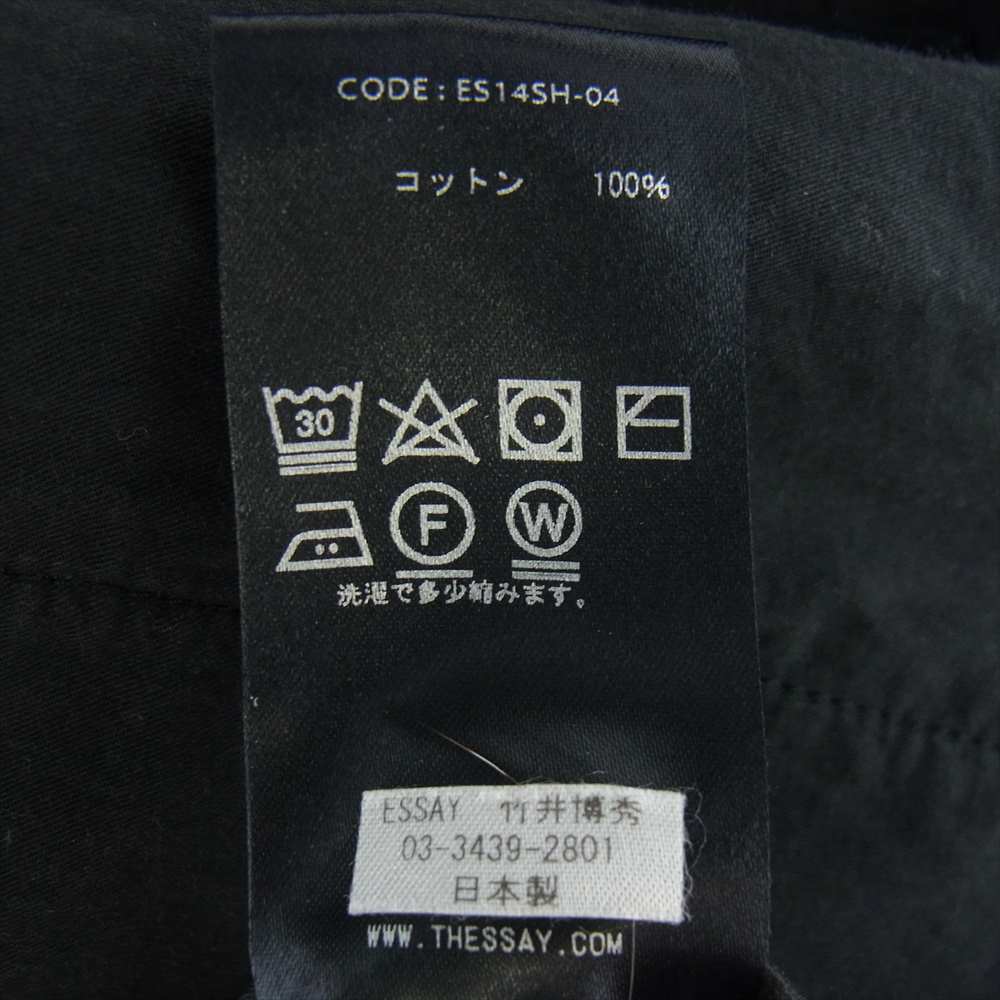 CODE : ES14SH-04
コットン 100%
30
F W
洗濯で多少縮みます。
ESSAY 竹井博秀
03-3439-2801
日本製
WWW.THESSAY.COM